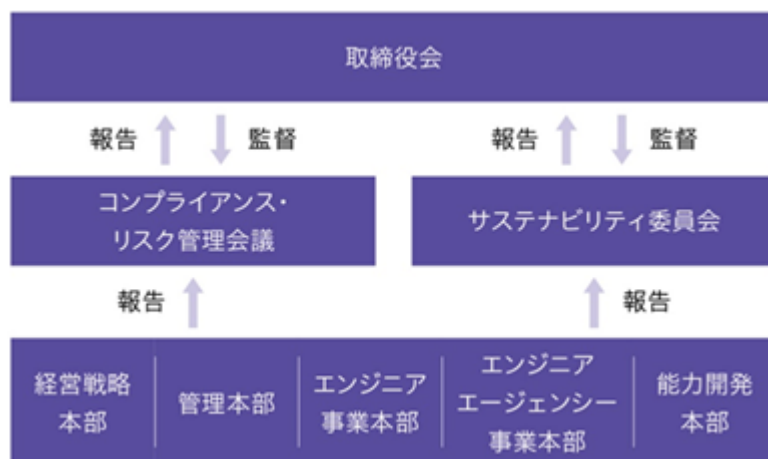 取締役会
報告
監督
報告
監督
コンプライアンス・
リスク管理会議
サステナビリティ委員会
報告
報告
経営戦略
本部
管理本部
エンジニア
事業本部
エンジニア
エージェンシー
事業本部
能力開発
本部